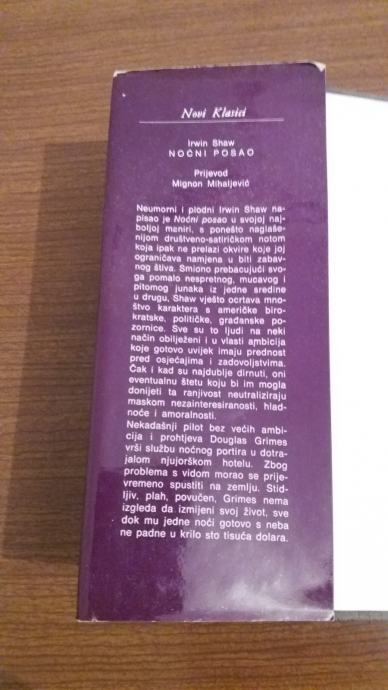 Novi Klasici
Irwin Shaw
NOĆNI POSAO
Prijevod
Mignon Mihaljević
Neumorni i plodni Irwin Shaw na-
pisao je Noćni posao u svojoj naj-
boljoj maniri, s ponešto naglaše-
nijom društveno-satiričkom notom
koja ipak ne prelazi okvire koje joj
ograničava namjena u biti zabav-
nog štiva. Smiono prebacujući svo-
ga pomalo nespretnog, mucavog i
pitomog junaka iz jedne sredine
u drugu, Shaw vješto ocrtava mno-
štvo karaktera s američke biro-
kratske, političke, građanske po-
zornice. Sve su to ljudi na neki
način obilježeni i u vlasti ambicija
koje gotovo uvijek imaju prednost
pred osjećajima i zadovoljstvima.
Čak i kad su najdublje dirnuti, oni
eventualnu štetu koju bi im mogla
donijeti ta ranjivost neutraliziraju
maskom nezainteresiranosti, hlad-
noće i amoralnosti.
Nekadašnji pilot bez većih ambi-
cija i prohtjeva Douglas Grimes
vrši službu noćnog portira u dotra-
jalom njujorškom hotelu. Zbog
problema s vidom morao se prije-
vremeno spustiti na zemlju. Stid-
ljiv, plah, povučen, Grimes nema
izgleda da izmijeni svoj život, sve
dok mu jedne noći gotovo s neba
ne padne u krilo sto tisuća dolara.